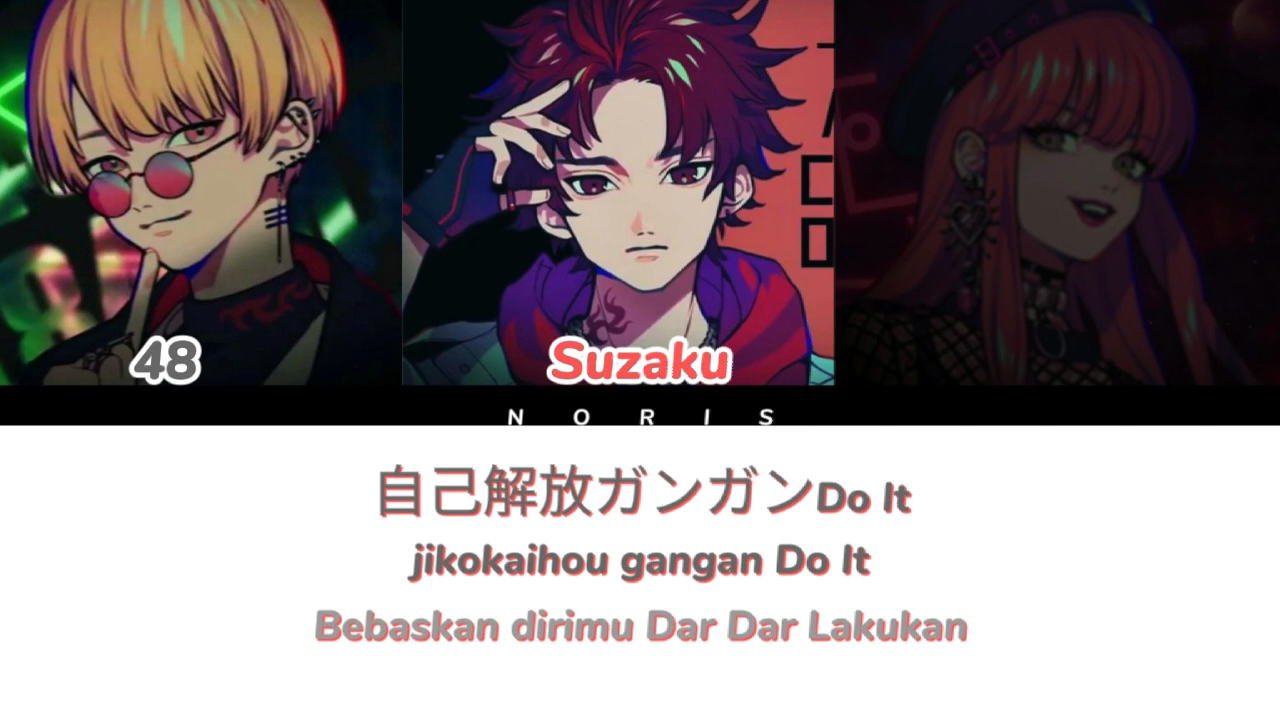 48
Suzaku
N O R I S
自己解放ガンガンDo It
jikokaihou gangan Do It
Bebaskan dirimu Dar Dar Lakukan